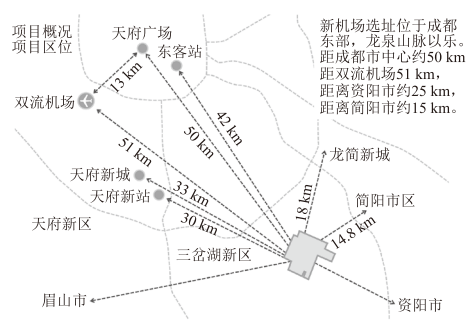 项目概况
项目区位
天府广场
东客站
13 km
双流机场
新机场选址位于成都
东部，龙泉山脉以乐。
距成都市中心约50 km
距双流机场51 km，
距离资阳市约25 km，
距离简阳市约15 km。
42 km
50 km
51 km
龙简新城
天府新城
33 km
天府新站
30 km
18 km
简阳市区
14.8 km
天府新区
三岔湖新区
眉山市
资阳市